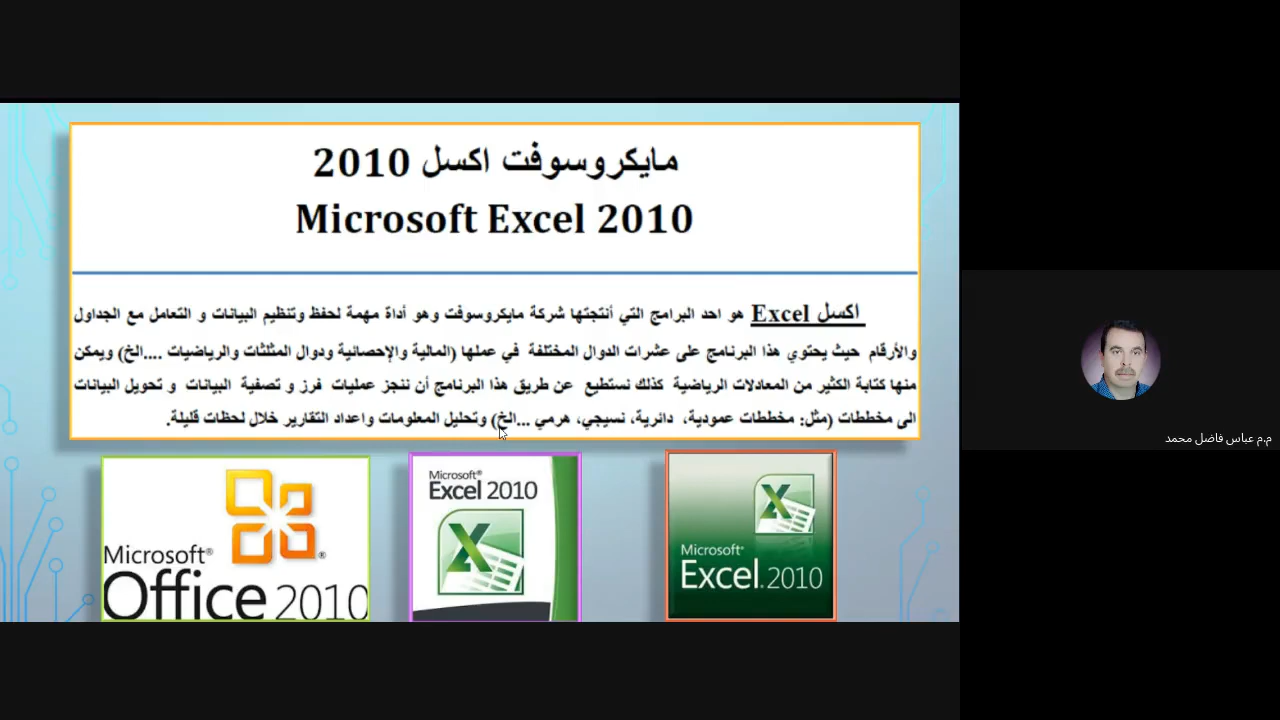 مايكروسوفت اكسل 2010
Microsoft Excel 2010
أكسل Excel هو احد البرامج التي أنتجتها شركة مايكروسوفت وهو أداة مهمة لحفظ وتنظيم البيانات و التعامل مع الجداول
والأرقام حيث يحتوي هذا البرنامج على عشرات الدوال المختلفة في عملها (المالية والإحصائية ودوال المثلثات والرياضيات ....الخ) ويمكن
منها كتابة الكثير من المعادلات الرياضية كذلك نستطيع عن طريق هذا البرنامج أن ننجز عمليات فرز و تصفية البيانات و تحويل البيانات
الى مخططات (مثل: مخططات عمودية، دائرية، نسيجي، هرمي ...الخ) وتحليل المعلومات واعداد التقارير خلال لحظات قليلة.
م.م عباس فاضل محمد
Microsoft®
Office 2010
Microsoft®
Excel 2010
Microsoft®
Excel 2010